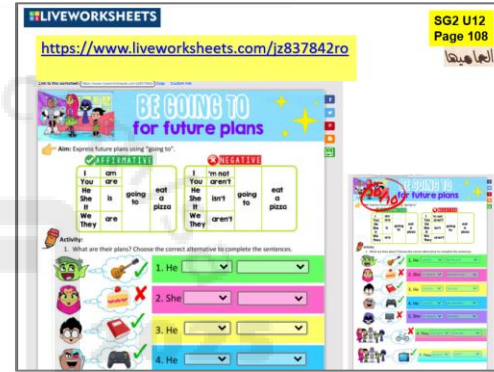 LIVEWORKSHEETS
SG2 U12
Page 108
https://www.liveworksheets.com/jz837842ro
BE GOING TO
for future plans
Aim: Express future plans using "going to".
AFFIRMATIVE
NEGATIVE
I am
You are
He
She is
It
We
They are
going to
eat a pizza
I 'm not
You aren't
He
She isn't
It
We
They aren't
going to
eat a pizza
Activity:
1. What are their plans? Choose the correct alternative to complete the sentences.
1. He
2. She
3. He
4. He
10/10